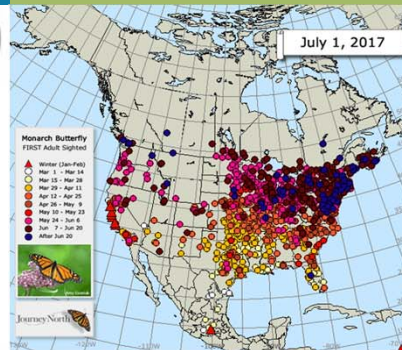 July 1, 2017
Monarch Butterfly
FIRST Adult Sighted
Winter (Jan-Feb)
Mar 1 - Mar 14
Mar 15 - Mar 28
Mar 29 - Apr 11
Apr 12 - Apr 25
Apr 26 - May 9
May 10 - May 23
May 24 - Jun 6
Jun 7 - Jun 20
After Jun 20
Journey North